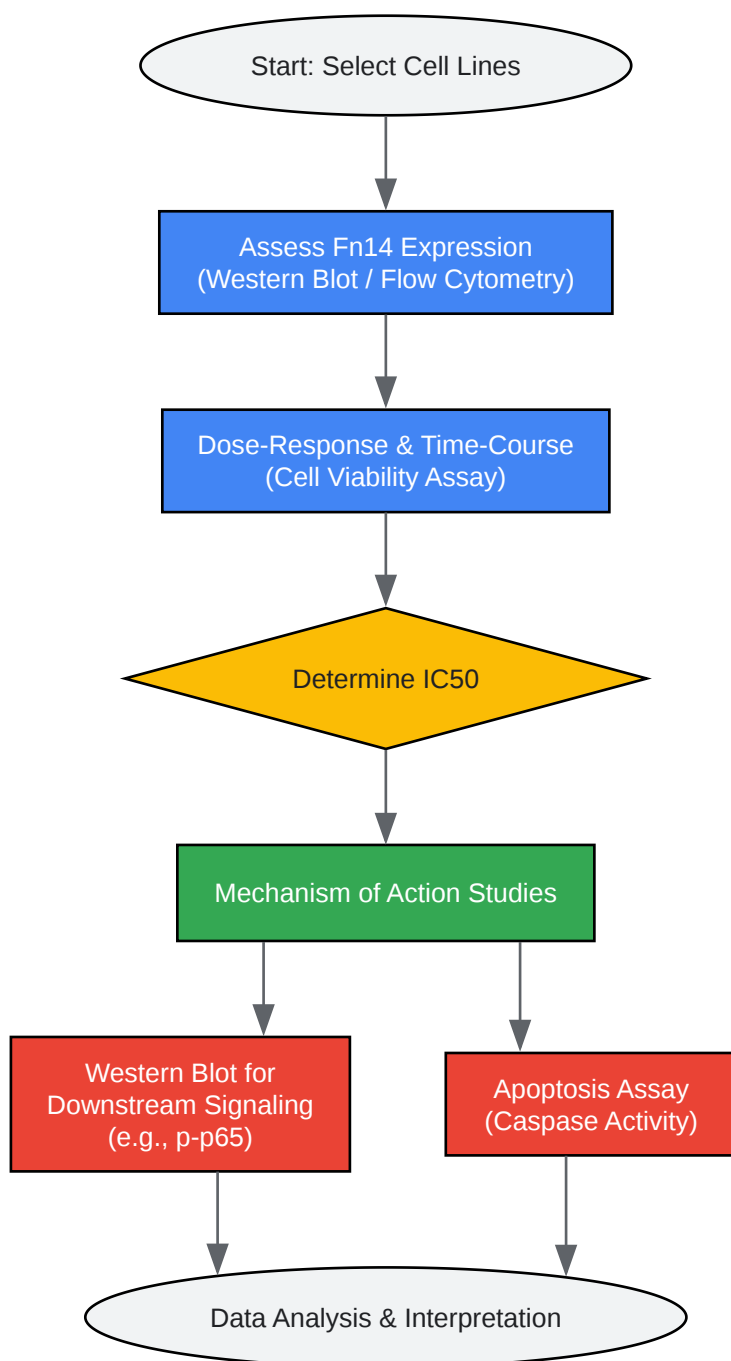 Start: Select Cell Lines
Assess Fn14 Expression
(Western Blot / Flow Cytometry)
Dose-Response & Time-Course
(Cell Viability Assay)
Determine IC50
Mechanism of Action Studies
Western Blot for
Downstream Signaling
(e.g., p-p65)
Apoptosis Assay
(Caspase Activity)
Data Analysis & Interpretation